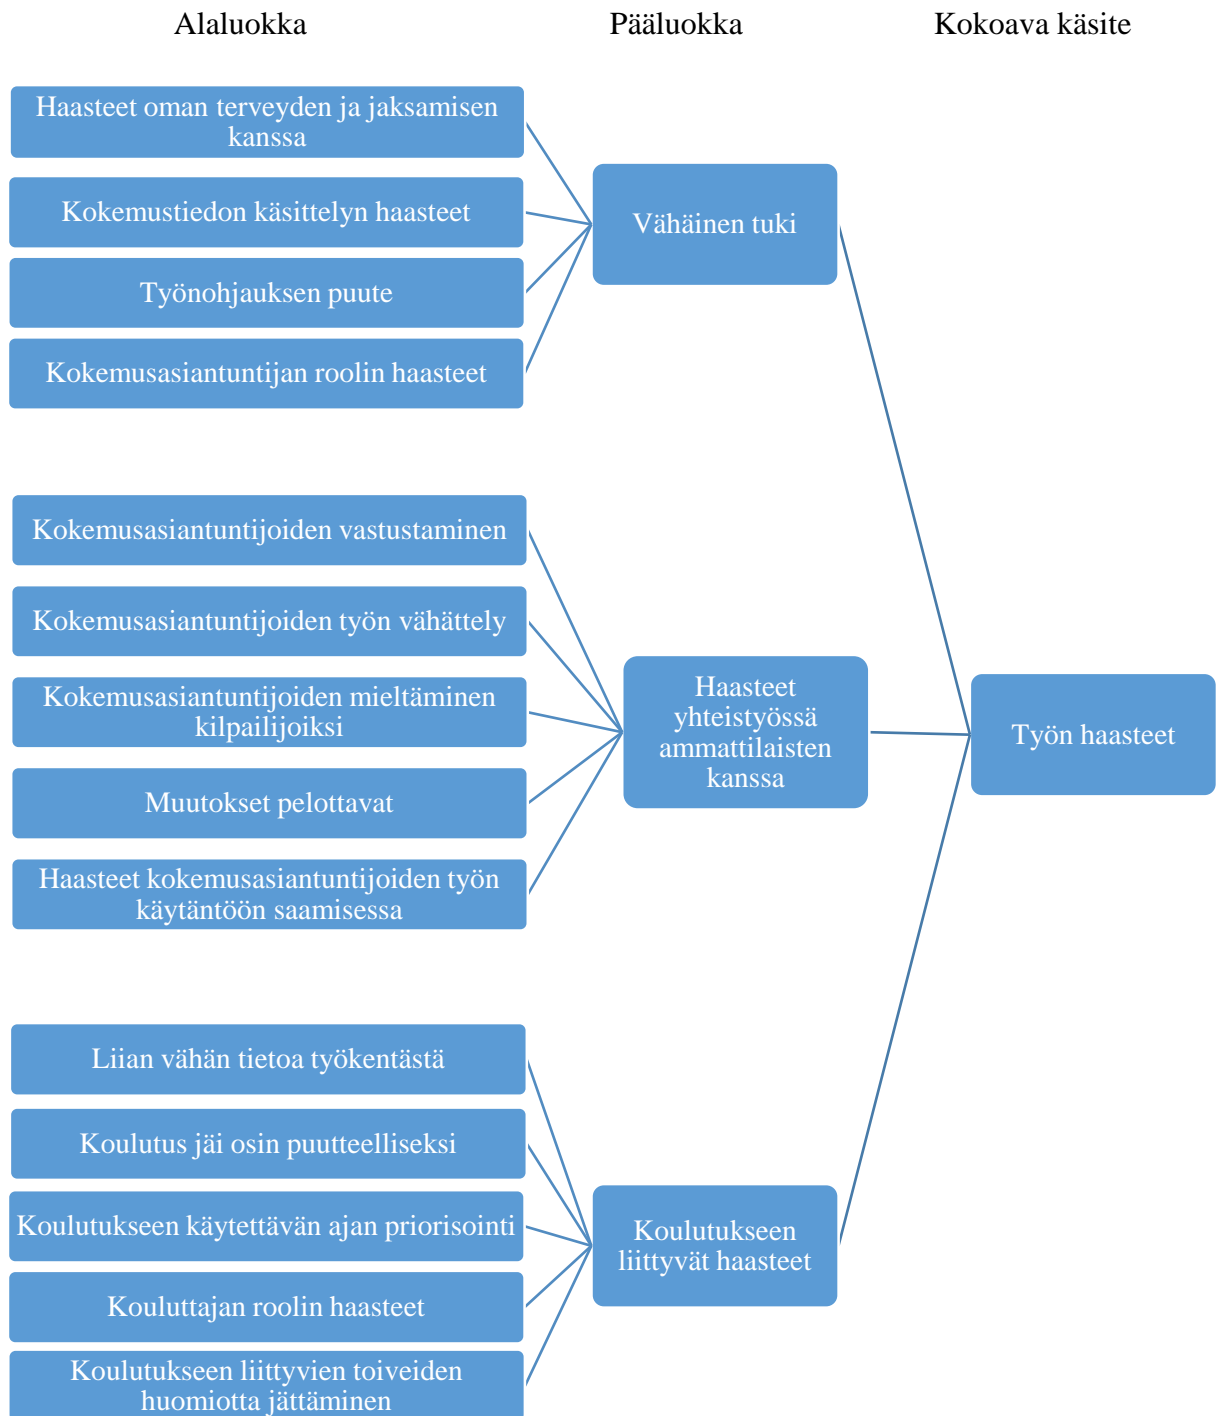 Alaluokka
Pääluokka
Kokoava käsite
Haasteet oman terveyden ja jaksamisen
kanssa
Kokemustiedon käsittelyn haasteet
Työnohjauksen puute
Kokemusasiantuntijan roolin haasteet
Vähäinen tuki
Kokemusasiantuntijoiden vastustaminen
Kokemusasiantuntijoiden työn vähättely
Kokemusasiantuntijoiden mieltäminen
kilpailijoiksi
Muutokset pelottavat
Haasteet kokemusasiantuntijoiden työn
käytäntöön saamisessa
Haasteet
yhteistyössä
ammattilaisten
kanssa
Työn haasteet
Liian vähän tietoa työkentästä
Koulutus jäi osin puutteelliseksi
Koulutukseen käytettävän ajan priorisointi
Kouluttajan roolin haasteet
Koulutukseen liittyvien toiveiden
huomiotta jättäminen
Koulutukseen
liittyvät haasteet